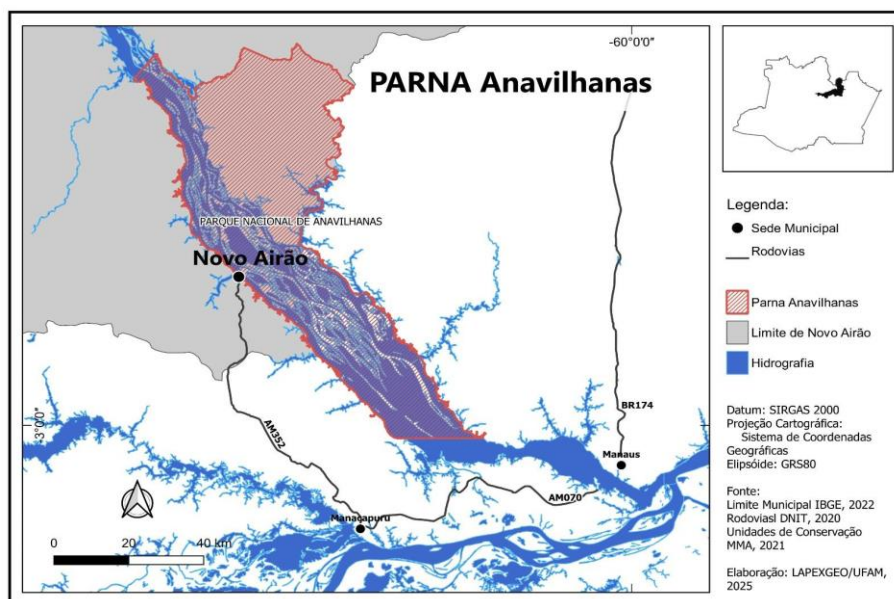 -60°0'0"
PARNA Anavilhanas
PARQUE NACIONAL DE ANAVILHANAS
Novo Airão
-3°0'0"
AM352
BR174
Manaus
AM070
Manacapuru
0 20 40 km
Legenda:
Sede Municipal
Rodovias
Parna Anavilhanas
Limite de Novo Airão
Hidrografia
Datum: SIRGAS 2000
Projeção Cartográfica:
Sistema de Coordenadas
Geográficas
Elipsóide: GRS80
Fonte:
Limite Municipal IBGE, 2022
Rodoviasl DNIT, 2020
Unidades de Conservação
MMA, 2021
Elaboração: LAPEXGEO/UFAM,
2025